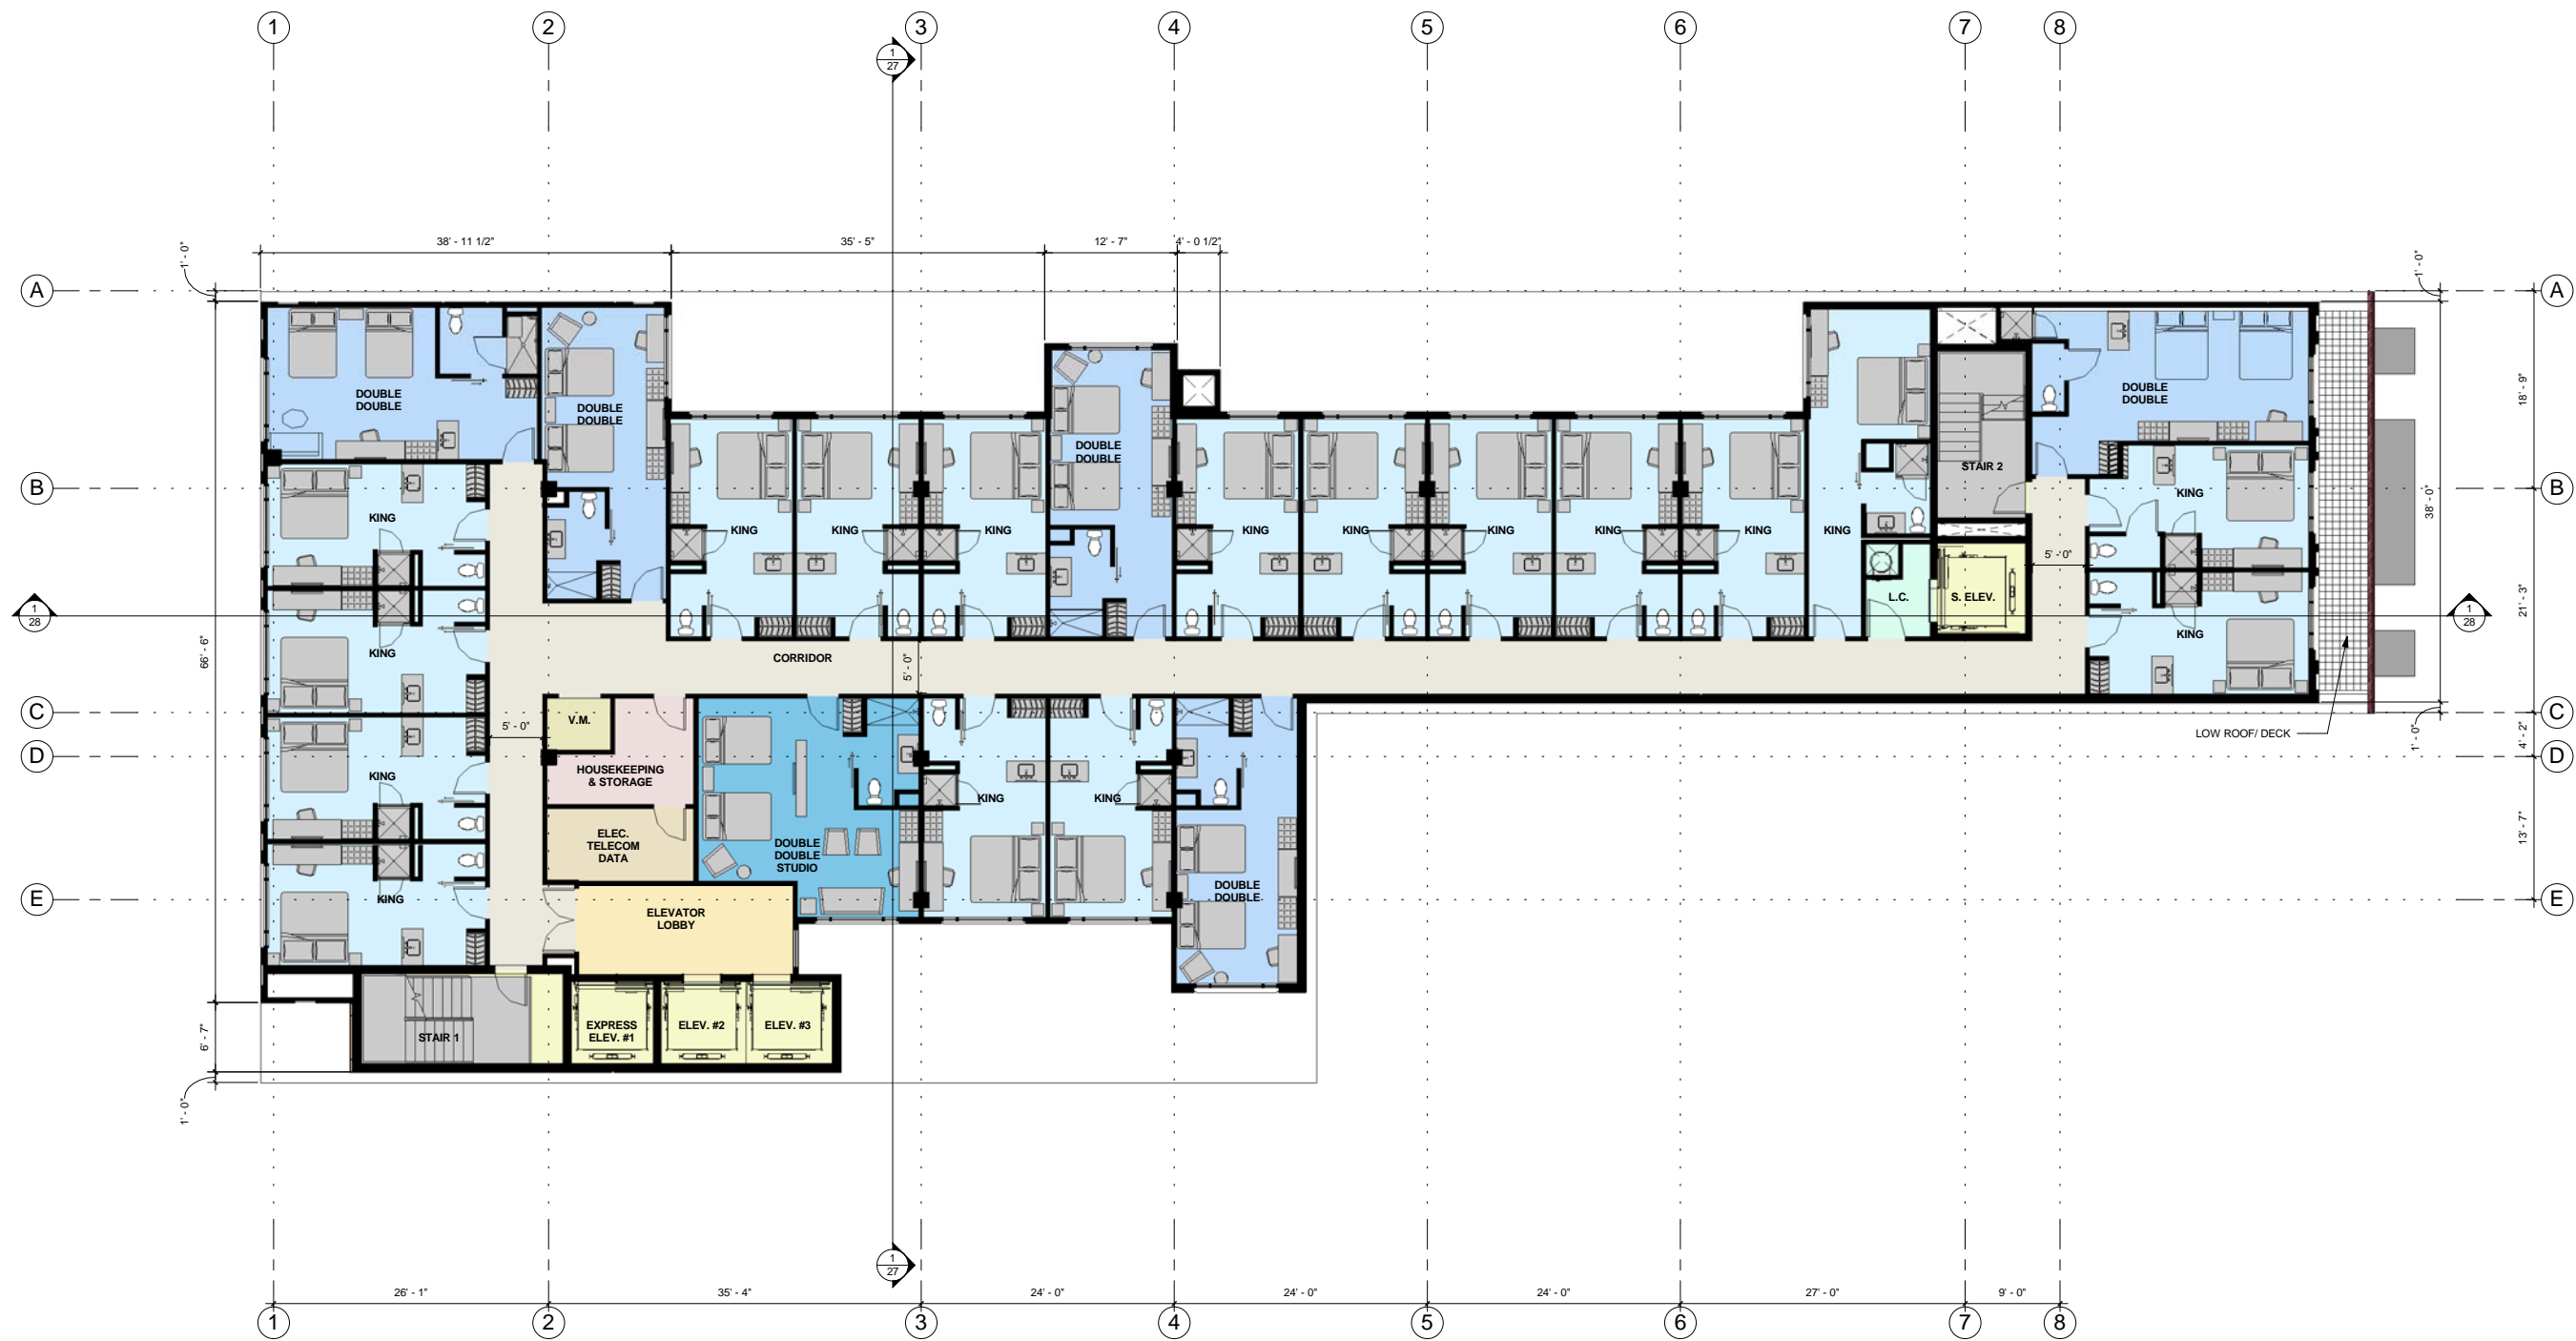 1 2 3 4 5 6 7 8
1
27
38' - 11 1/2" 35' - 5" 12' - 7" 4' - 0 1/2"
1' - 0"
1' - 0"
A A
DOUBLE
DOUBLE
DOUBLE
DOUBLE
DOUBLE
DOUBLE
DOUBLE
DOUBLE
18' - 9"
38' - 0"
B B
STAIR 2
KING
KING
KING KING KING KING KING KING KING KING KING
5' - 0"
L.C.
S. ELEV.
1
28
1
28
21' - 3"
66' - 6"
KING
KING
CORRIDOR
5' - 0"
C C
V.M.
5' - 0"
LOW ROOF/ DECK
1' - 0"
4' - 2"
D D
HOUSEKEEPING
& STORAGE
KING
KING KING
ELEC.
TELECOM
DATA
DOUBLE
DOUBLE
STUDIO
13' - 7"
DOUBLE
DOUBLE
E E
KING
ELEVATOR
LOBBY
6' - 7"
STAIR 1
EXPRESS
ELEV. #1
ELEV. #2
ELEV. #3
1' - 0"
1
27
26' - 1" 35' - 4" 24' - 0" 24' - 0" 24' - 0" 27' - 0" 9' - 0"
1 2 3 4 5 6 7 8